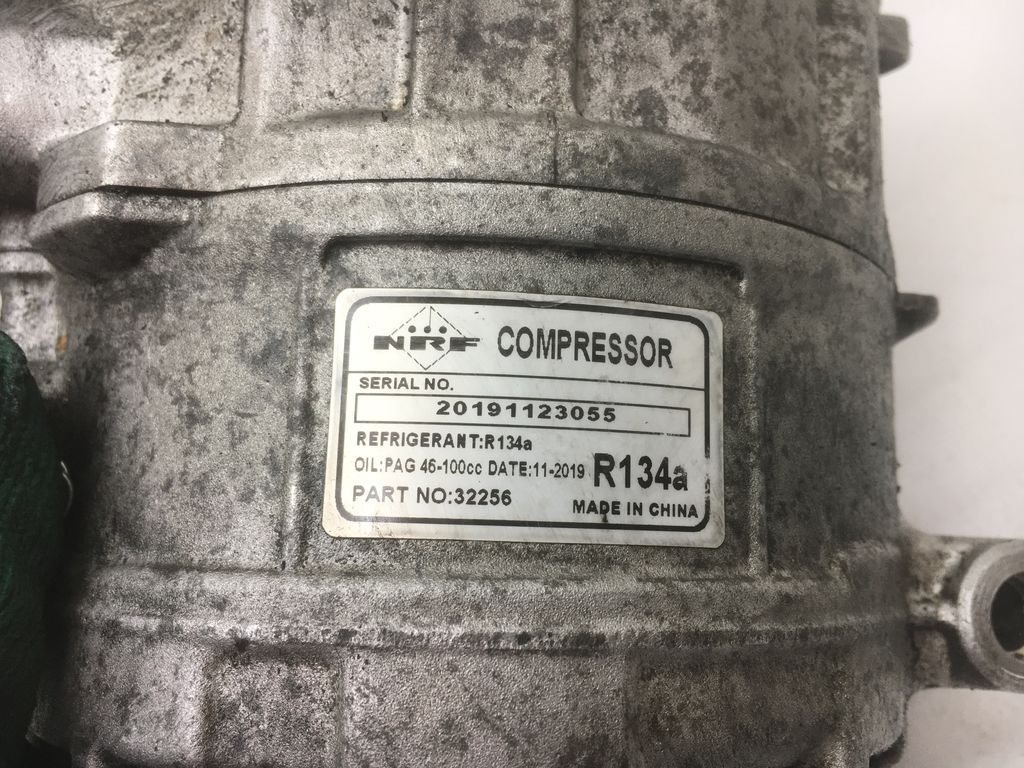 NRF COMPRESSOR
SERIAL NO.
20191123055
REFRIGERANT:R134a
OIL:PAG 46-100cc DATE:11-2019 R134a
PART NO:32256
MADE IN CHINA